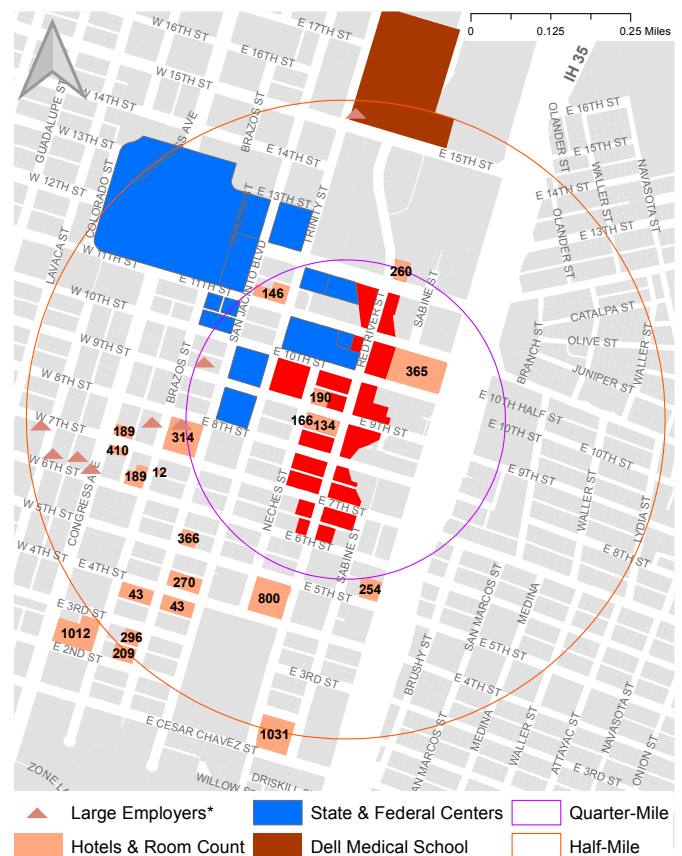 W 16TH ST
E 17TH ST
0 0.125 0.25 Miles
E 16TH ST
IH 35
W 15TH ST
GUADALUPE ST
W 14TH ST
BRAZOS ST
E 16TH ST
OLANDER ST
W 13TH ST
E 15TH ST
E 14TH ST
E 15TH ST
WALLER ST
NAVASOTA ST
W 12TH ST
COLORADO ST
E 13TH ST
TRINITY ST
E 14TH ST
OLANDER ST
E 13TH ST
LAVACA ST
W 11TH ST
E 11TH ST
SAN JACINTO BLVD
146
260
SABINE ST
RED RIVER ST
W 10TH ST
CATALPA ST
BRANCH ST
OLIVE ST
WALLER ST
W 9TH ST
JUNIPER ST
BRAZOS ST
E 10TH ST
365
W 8TH ST
190
E 10TH HALF ST
W 7TH ST
189
314
E 8TH ST
166
134
E 9TH ST
E 10TH ST
E 10TH ST
410
W 6TH ST
189
12
E 9TH ST
CONGRESS AVE
NECHES ST
E 7TH ST
WALLER ST
LYDIA ST
W 5TH ST
366
E 6TH ST
SABINE ST
E 8TH ST
W 4TH ST
E 4TH ST
270
43
43
800
E 5TH ST
254
SAN MARCOS ST
MEDINA
E 3RD ST
1012
296
209
E 2ND ST
E 5TH ST
BRUSHY ST
E 3RD ST
E 4TH ST
E CESAR CHAVEZ ST
1031
MEDINA
WALLER ST
ATTAYAC ST
NAVASOTA ST
ONION ST
AN MARCOS ST
ZONE LA
WILLOW
DRISKILL
E 3RD ST
Large Employers*
State & Federal Centers
Quarter-Mile
Hotels & Room Count
Dell Medical School
Half-Mile